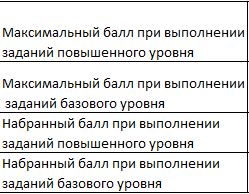 Максимальный балл при выполнении
заданий повышенного уровня
Максимальный балл при выполнении
заданий базового уровня
Набранный балл при выполнении
заданий повышенного уровня
Набранный балл при выполнении
заданий базового уровня